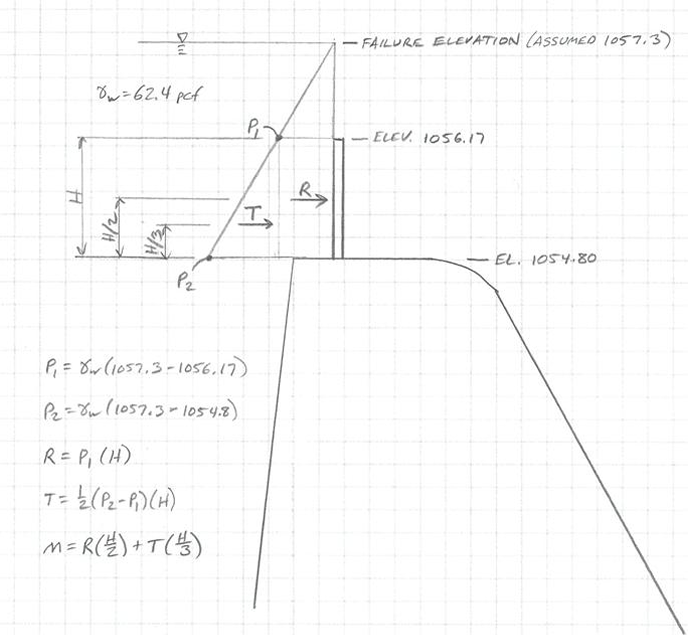 FAILURE ELEVATION (ASSUMED 1057.3)
γw=62.4 pcf
P1
ELEV. 1056.17
H
H/2
H/3
R
T
EL. 1054.80
P2
P1 = γw(1057.3-1056.17)
P2 = γw(1057.3-1054.8)
R = P1 (H)
T = 1/2(P2-P1)(H)
M = R(H/2) + T(H/3)